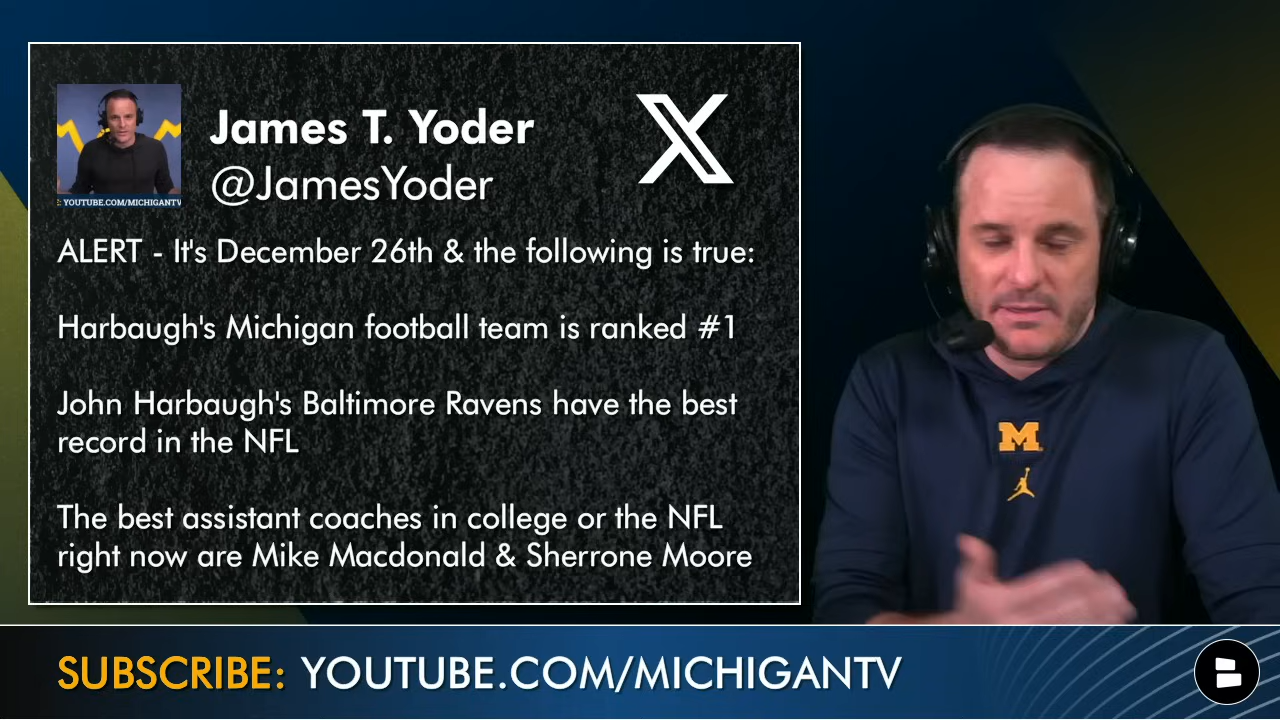 James T. Yoder
@JamesYoder
YOUTUBE.COM/MICHIGANTV
ALERT - It's December 26th & the following is true:
Harbaugh's Michigan football team is ranked #1
John Harbaugh's Baltimore Ravens have the best
record in the NFL
The best assistant coaches in college or the NFL
right now are Mike Macdonald & Sherrone Moore
M
SUBSCRIBE: YOUTUBE.COM/MICHIGANTV